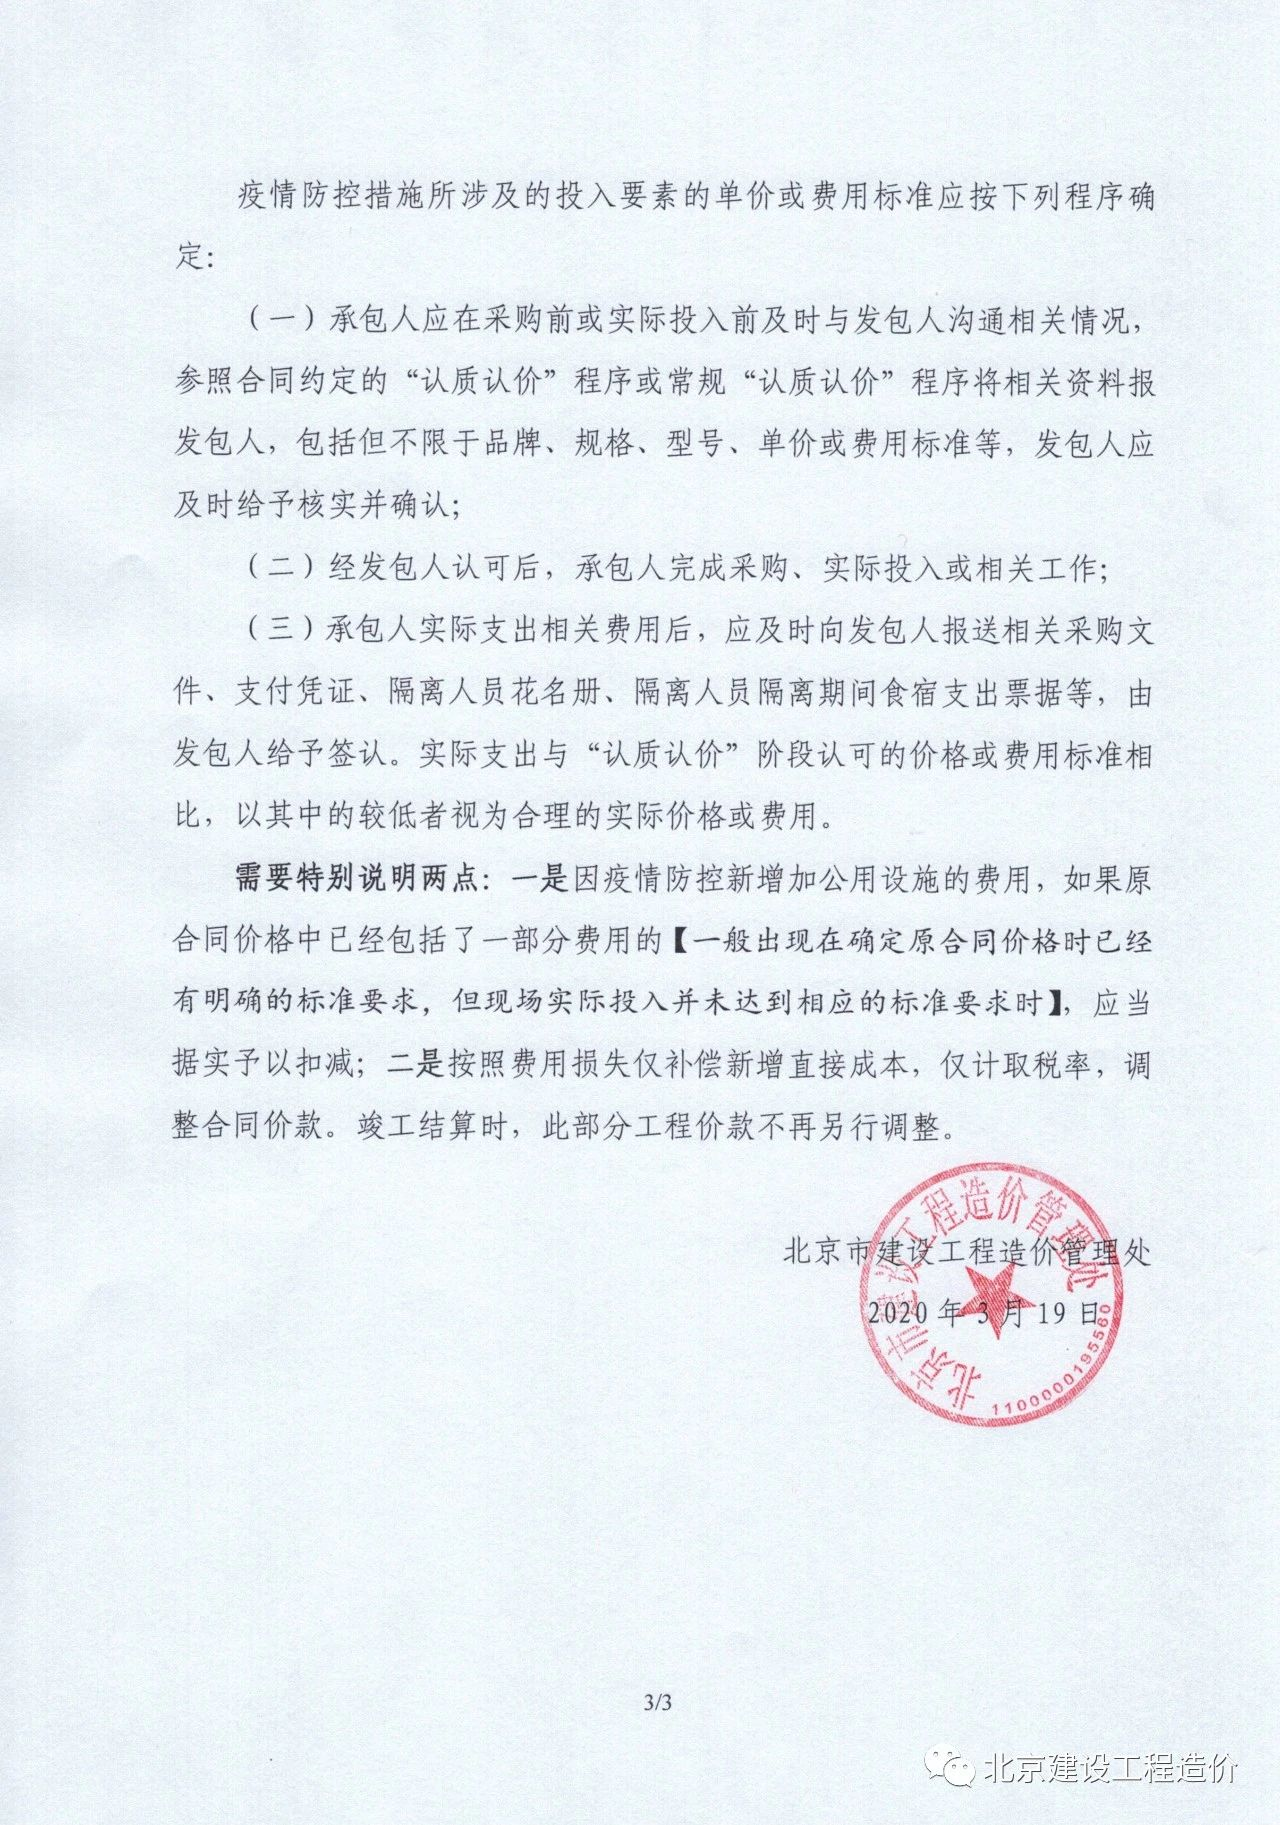 疫情防控措施所涉及的投入要素的单价或费用标准应按下列程序确
定：
（一）承包人应在采购前或实际投入前及时与发包人沟通相关情况，
参照合同约定的“认质认价”程序或常规“认质认价”程序将相关资料报
发包人，包括但不限于品牌、规格、型号、单价或费用标准等，发包人应
及时给予核实并确认；
（二）经发包人认可后，承包人完成采购、实际投入或相关工作；
（三）承包人实际支出相关费用后，应及时向发包人报送相关采购文
件、支付凭证、隔离人员花名册、隔离人员隔离期间食宿支出票据等，由
发包人给予签认。实际支出与“认质认价”阶段认可的价格或费用标准相
比，以其中的较低者视为合理的实际价格或费用。
需要特别说明两点：一是因疫情防控新增加公用设施的费用，如果原
合同价格中已经包括了一部分费用的【一般出现在确定原合同价格时已经
有明确的标准要求，但现场实际投入并未达到相应的标准要求时】，应当
据实予以扣减；二是按照费用损失仅补偿新增直接成本，仅计取税率，调
整合同价款。竣工结算时，此部分工程价款不再另行调整。
北京市建设工程造价管理处
2020年3月19日
北京市建设工程造价管理处
1100000195560
3/3
北京建设工程造价